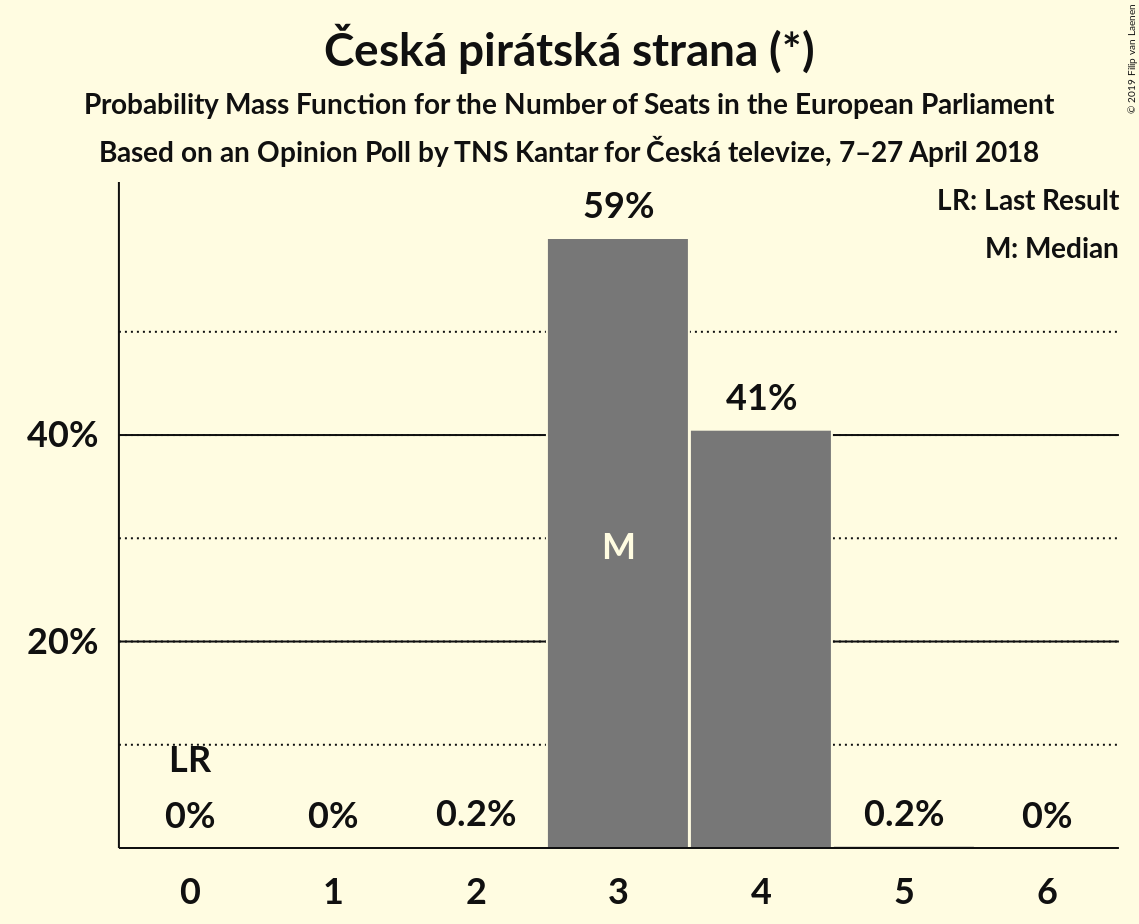 Česká pirátská strana (*)
Probability Mass Function for the Number of Seats in the European Parliament
Based on an Opinion Poll by TNS Kantar for Česká televize, 7–27 April 2018
© 2019 Filip van Laenen
LR: Last Result
M: Median
59%
41%
40%
20%
M
LR
0%
0%
0.2%
0.2%
0%
0
1
2
3
4
5
6